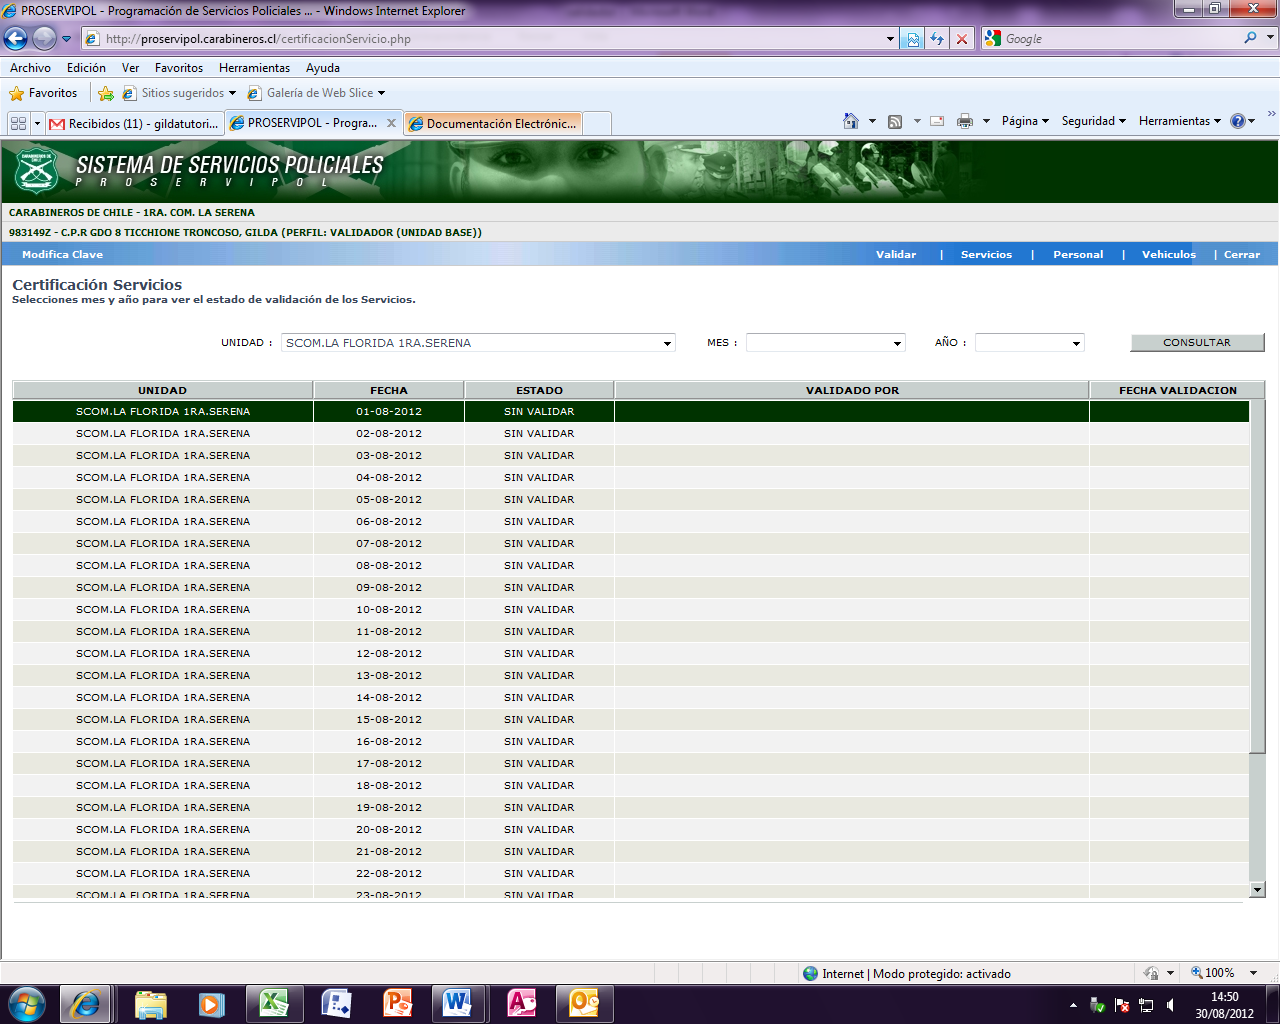 PROSERVIPOL - Programación de Servicios Policiales ... - Windows Internet Explorer
http://proservipol.carabineros.cl/certificacionServicio.php
Google
Archivo Edición Ver Favoritos Herramientas Ayuda
Favoritos Sitios sugeridos Galería de Web Slice
Recibidos (11) - gildatutori... PROSERVIPOL - Progra... X Documentación Electrónic... Página Seguridad Herramientas »
SISTEMA DE SERVICIOS POLICIALES
PROSERVIPOL
CARABINEROS DE CHILE - 1RA. COM. LA SERENA
983149Z - C.P.R GDO 8 TICCHIONE TRONCOSO, GILDA (PERFIL: VALIDADOR (UNIDAD BASE))
Modifica Clave Validar | Servicios | Personal | Vehiculos | Cerrar
Certificación Servicios
Selecciones mes y año para ver el estado de validación de los Servicios.
UNIDAD : SCOM.LA FLORIDA 1RA.SERENA MES : AÑO : CONSULTAR
UNIDAD FECHA ESTADO VALIDADO POR FECHA VALIDACION
SCOM.LA FLORIDA 1RA.SERENA 01-08-2012 SIN VALIDAR
SCOM.LA FLORIDA 1RA.SERENA 02-08-2012 SIN VALIDAR
SCOM.LA FLORIDA 1RA.SERENA 03-08-2012 SIN VALIDAR
SCOM.LA FLORIDA 1RA.SERENA 04-08-2012 SIN VALIDAR
SCOM.LA FLORIDA 1RA.SERENA 05-08-2012 SIN VALIDAR
SCOM.LA FLORIDA 1RA.SERENA 06-08-2012 SIN VALIDAR
SCOM.LA FLORIDA 1RA.SERENA 07-08-2012 SIN VALIDAR
SCOM.LA FLORIDA 1RA.SERENA 08-08-2012 SIN VALIDAR
SCOM.LA FLORIDA 1RA.SERENA 09-08-2012 SIN VALIDAR
SCOM.LA FLORIDA 1RA.SERENA 10-08-2012 SIN VALIDAR
SCOM.LA FLORIDA 1RA.SERENA 11-08-2012 SIN VALIDAR
SCOM.LA FLORIDA 1RA.SERENA 12-08-2012 SIN VALIDAR
SCOM.LA FLORIDA 1RA.SERENA 13-08-2012 SIN VALIDAR
SCOM.LA FLORIDA 1RA.SERENA 14-08-2012 SIN VALIDAR
SCOM.LA FLORIDA 1RA.SERENA 15-08-2012 SIN VALIDAR
SCOM.LA FLORIDA 1RA.SERENA 16-08-2012 SIN VALIDAR
SCOM.LA FLORIDA 1RA.SERENA 17-08-2012 SIN VALIDAR
SCOM.LA FLORIDA 1RA.SERENA 18-08-2012 SIN VALIDAR
SCOM.LA FLORIDA 1RA.SERENA 19-08-2012 SIN VALIDAR
SCOM.LA FLORIDA 1RA.SERENA 20-08-2012 SIN VALIDAR
SCOM.LA FLORIDA 1RA.SERENA 21-08-2012 SIN VALIDAR
SCOM.LA FLORIDA 1RA.SERENA 22-08-2012 SIN VALIDAR
SCOM.LA FLORIDA 1RA.SERENA 23-08-2012 SIN VALIDAR
Internet | Modo protegido: activado 100%
14:50
30/08/2012